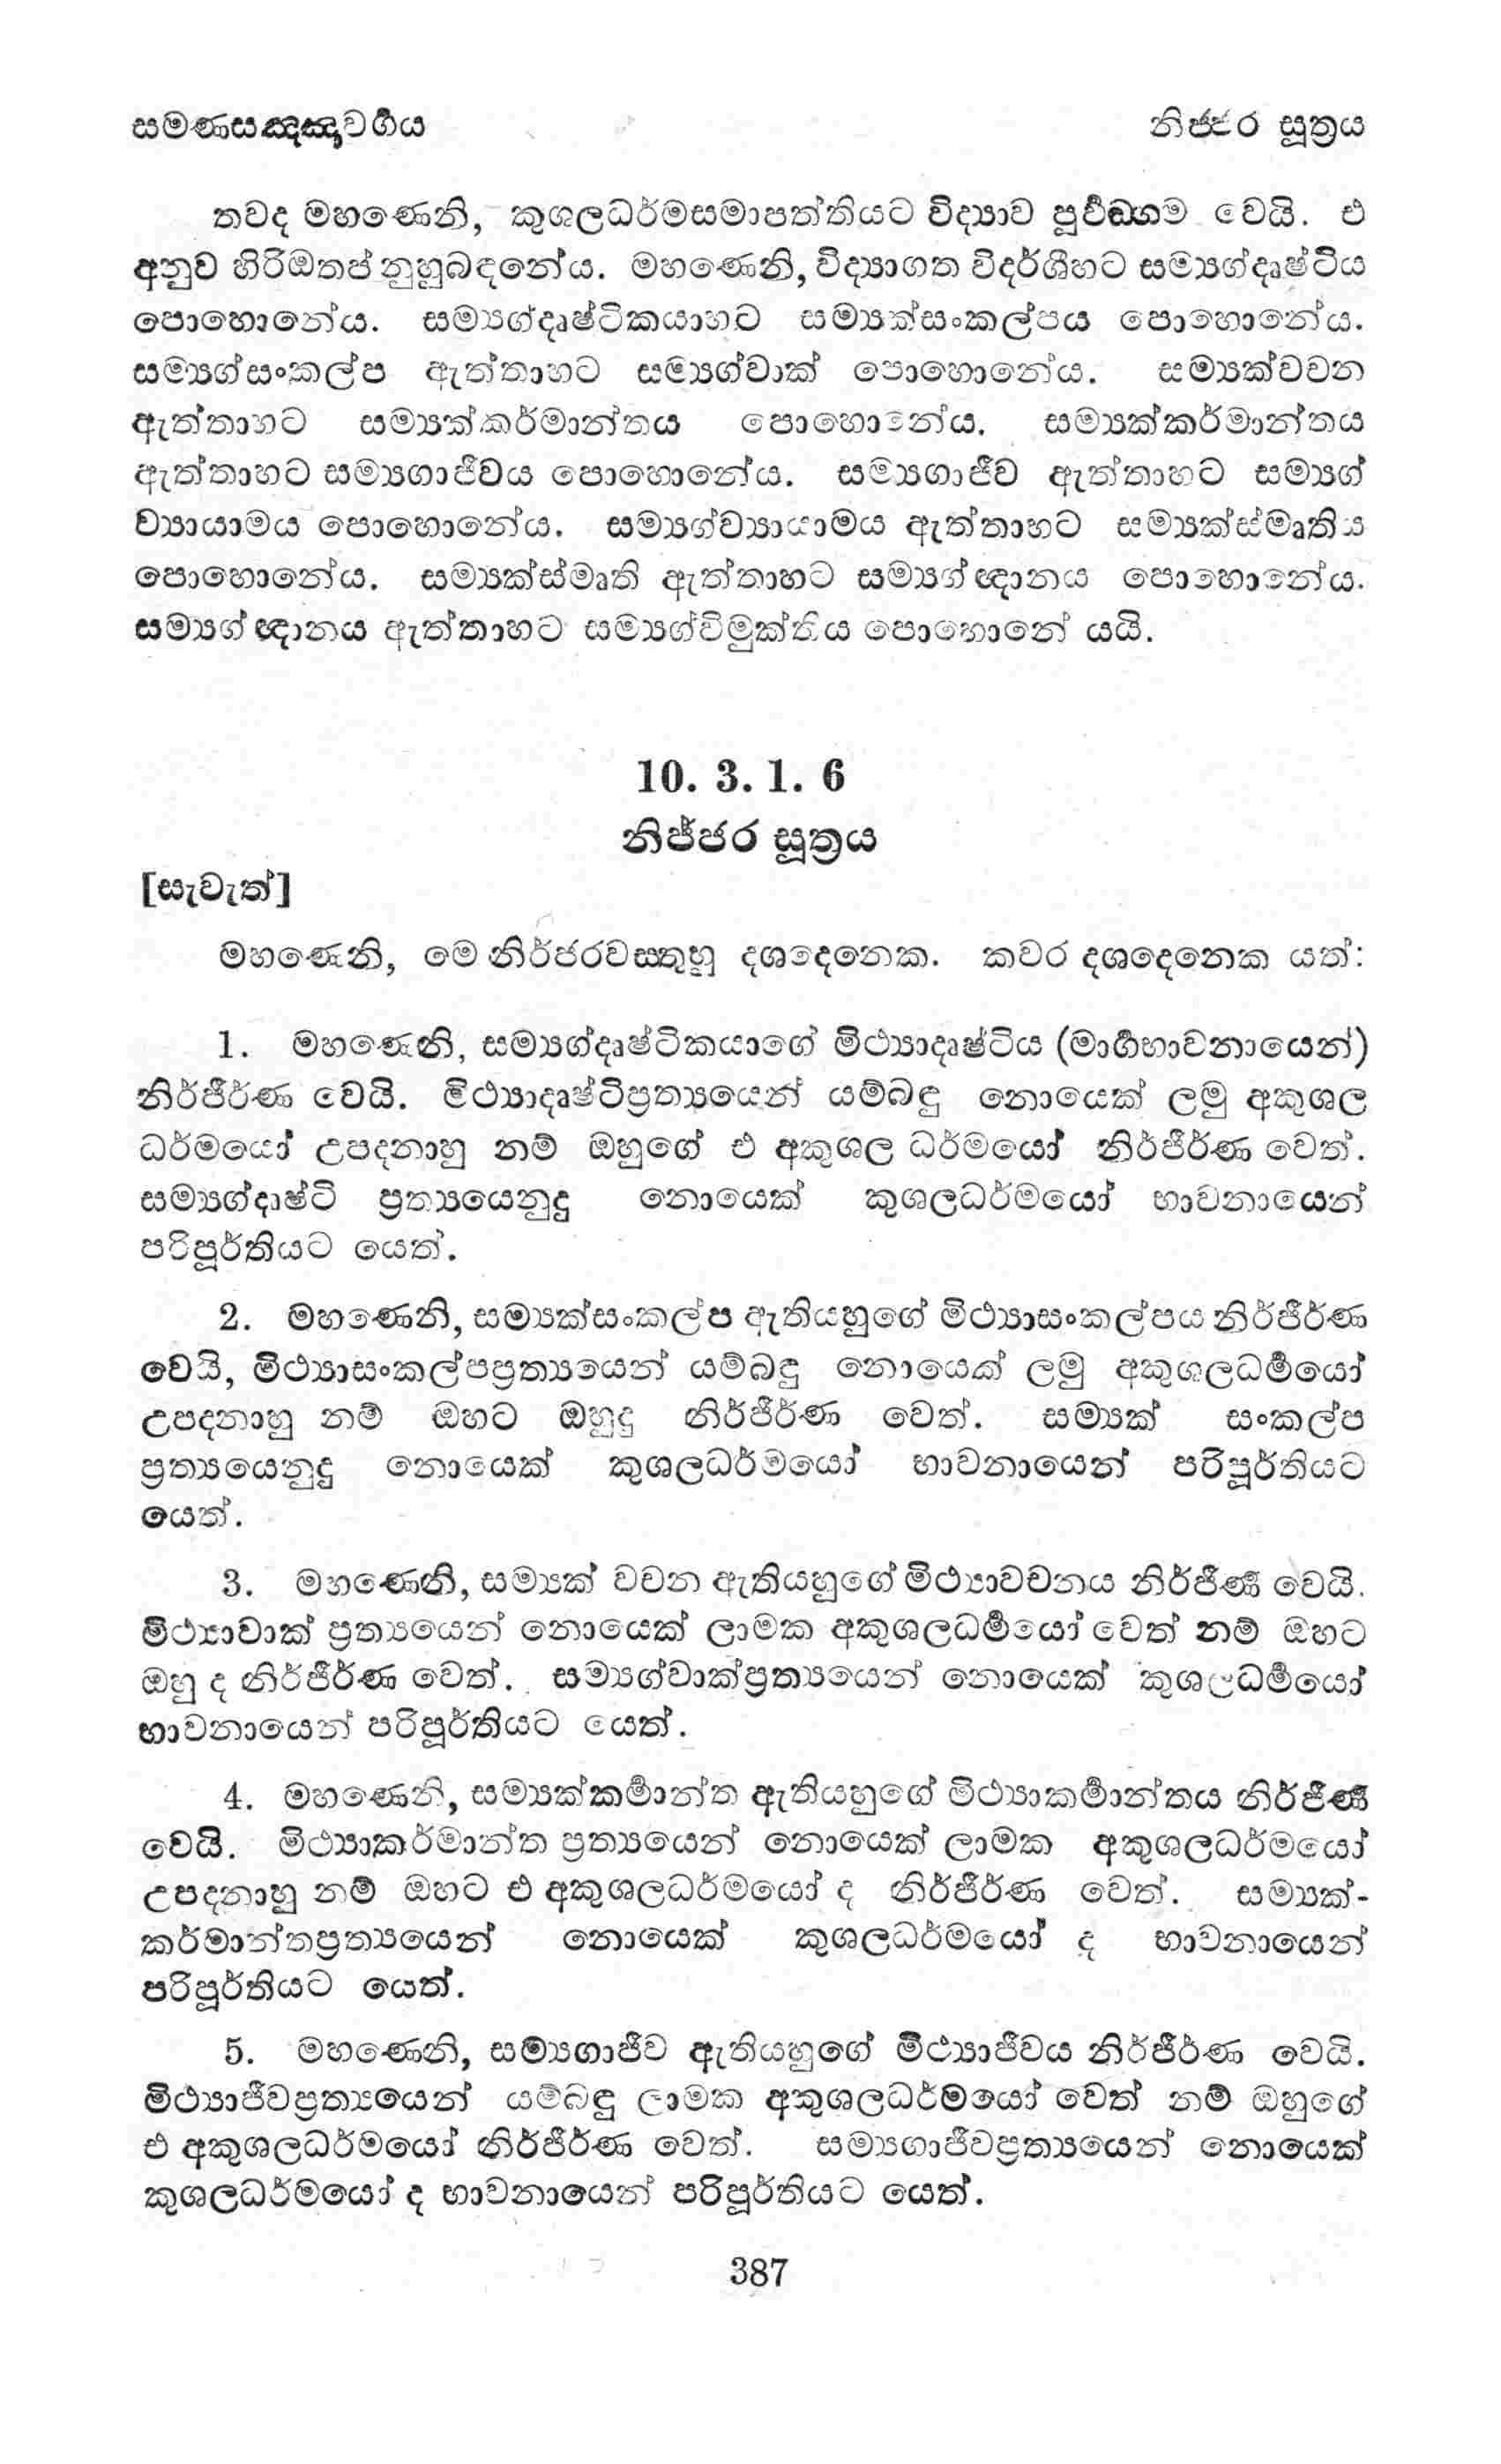 සමණසඤ්ඤාවර්ගය නිජ්ජර සූත්‍රය
තවද මහණෙනි, කුශලධර්මසමාපත්තියට විද්‍යාව පූර්වඞ්ගම වෙයි. එ
අනුව හිරිඔතප් නුහුබඳනේය. මහණෙනි, විද්‍යාගත විදර්ශීහට සම්‍යග්දෘෂ්ටිය
පොහොනේය. සම්‍යග්දෘෂ්ටිකයාහට සම්‍යක්සංකල්පය පොහොනේය.
සම්‍යග්සංකල්ප ඇත්තාහට සම්‍යග්වාක් පොහොනේය. සම්‍යක්වචන
ඇත්තාහට සම්‍යක්කර්මාන්තය පොහොනේය. සම්‍යක්කර්මාන්තය
ඇත්තාහට සම්‍යගාජීවය පොහොනේය. සම්‍යගාජීව ඇත්තාහට සම්‍යග්
ව්‍යායාමය පොහොනේය. සම්‍යග්ව්‍යායාමය ඇත්තාහට සම්‍යක්ස්මෘතිය
පොහොනේය. සම්‍යක්ස්මෘති ඇත්තාහට සම්‍යග් ඥානය පොහොනේය.
සම්‍යග් ඥානය ඇත්තාහට සම්‍යග්විමුක්තිය පොහොනේ යයි.
10. 3. 1. 6
නිජ්ජර සූත්‍රය
[සැවැත්]
මහණෙනි, මෙ නිර්ජරවස්තුහු දශදෙනෙක. කවර දශදෙනෙක යත්:
1. මහණෙනි, සම්‍යග්දෘෂ්ටිකයාගේ මිථ්‍යාදෘෂ්ටිය (මාර්ගභාවනායෙන්)
නිර්ජීර්ණ වෙයි. මිථ්‍යාදෘෂ්ටිප්‍රත්‍යයෙන් යම්බඳු නොයෙක් ලමු අකුශල
ධර්මයෝ උපදනාහු නම් ඔහුගේ එ අකුශල ධර්මයෝ නිර්ජීර්ණ වෙත්.
සම්‍යග්දෘෂ්ටි ප්‍රත්‍යයෙනුදු නොයෙක් කුශලධර්මයෝ භාවනායෙන්
පරිපූර්තියට යෙත්.
2. මහණෙනි, සම්‍යක්සංකල්ප ඇතියහුගේ මිථ්‍යාසංකල්පය නිර්ජීර්ණ
වෙයි, මිථ්‍යාසංකල්පප්‍රත්‍යයෙන් යම්බඳු නොයෙක් ලමු අකුශලධර්මයෝ
උපදනාහු නම් ඔහට ඔහුදු නිර්ජීර්ණ වෙත්. සම්‍යක් සංකල්ප
ප්‍රත්‍යයෙනුදු නොයෙක් කුශලධර්මයෝ භාවනායෙන් පරිපූර්තියට
යෙත්.
3. මහණෙනි, සම්‍යක් වචන ඇතියහුගේ මිථ්‍යාවචනය නිර්ජීර්ණ වෙයි.
මිථ්‍යාවාක් ප්‍රත්‍යයෙන් නොයෙක් ලාමක අකුශලධර්මයෝ වෙත් නම් ඔහට
ඔහු ද නිර්ජීර්ණ වෙත්. සම්‍යග්වාක්ප්‍රත්‍යයෙන් නොයෙක් කුශලධර්මයෝ
භාවනායෙන් පරිපූර්තියට යෙත්.
4. මහණෙනි, සම්‍යක්කර්මාන්ත ඇතියහුගේ මිථ්‍යාකර්මාන්තය නිර්ජීර්ණ
වෙයි. මිථ්‍යාකර්මාන්ත ප්‍රත්‍යයෙන් නොයෙක් ලාමක අකුශලධර්මයෝ
උපදනාහු නම් ඔහට එ අකුශලධර්මයෝ ද නිර්ජීර්ණ වෙත්. සම්‍යක්-
කර්මාන්තප්‍රත්‍යයෙන් නොයෙක් කුශලධර්මයෝ ද භාවනායෙන්
පරිපූර්තියට යෙත්.
5. මහණෙනි, සම්‍යගාජීව ඇතියහුගේ මිථ්‍යාජීවය නිර්ජීර්ණ වෙයි.
මිථ්‍යාජීවප්‍රත්‍යයෙන් යම්බඳු ලාමක අකුශලධර්මයෝ වෙත් නම් ඔහුගේ
එ අකුශලධර්මයෝ නිර්ජීර්ණ වෙත්. සම්‍යගාජීවප්‍රත්‍යයෙන් නොයෙක්
කුශලධර්මයෝ ද භාවනායෙන් පරිපූර්තියට යෙත්.
387